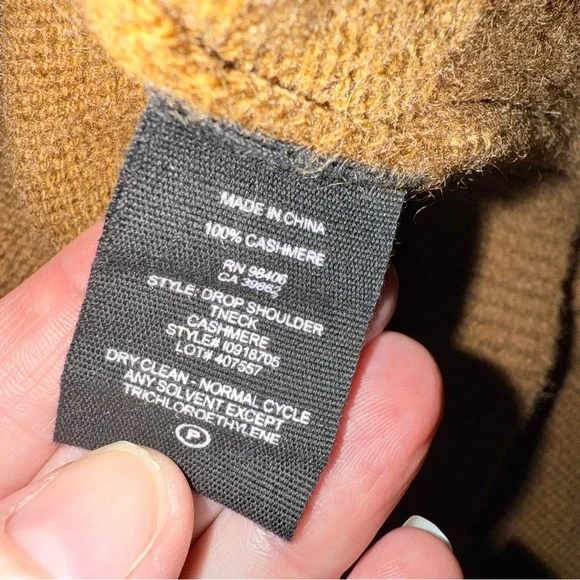 MADE IN CHINA
100% CASHMERE
RN 98406
CA 39862
STYLE: DROP SHOULDER
TNECK
CASHMERE
STYLE# I0918706
LOT# 407557
DRY CLEAN - NORMAL CYCLE
ANY SOLVENT EXCEPT
TRICHLOROETHYLENE
P